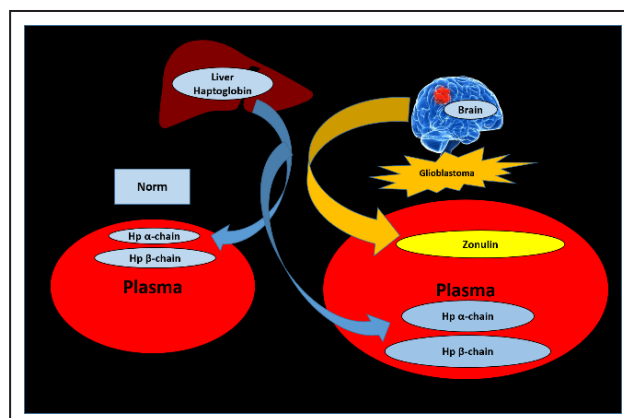 Liver
Haptoglobin
Brain
Glioblastoma
Norm
Hp α-chain
Hp β-chain
Plasma
Zonulin
Plasma
Hp α-chain
Hp β-chain